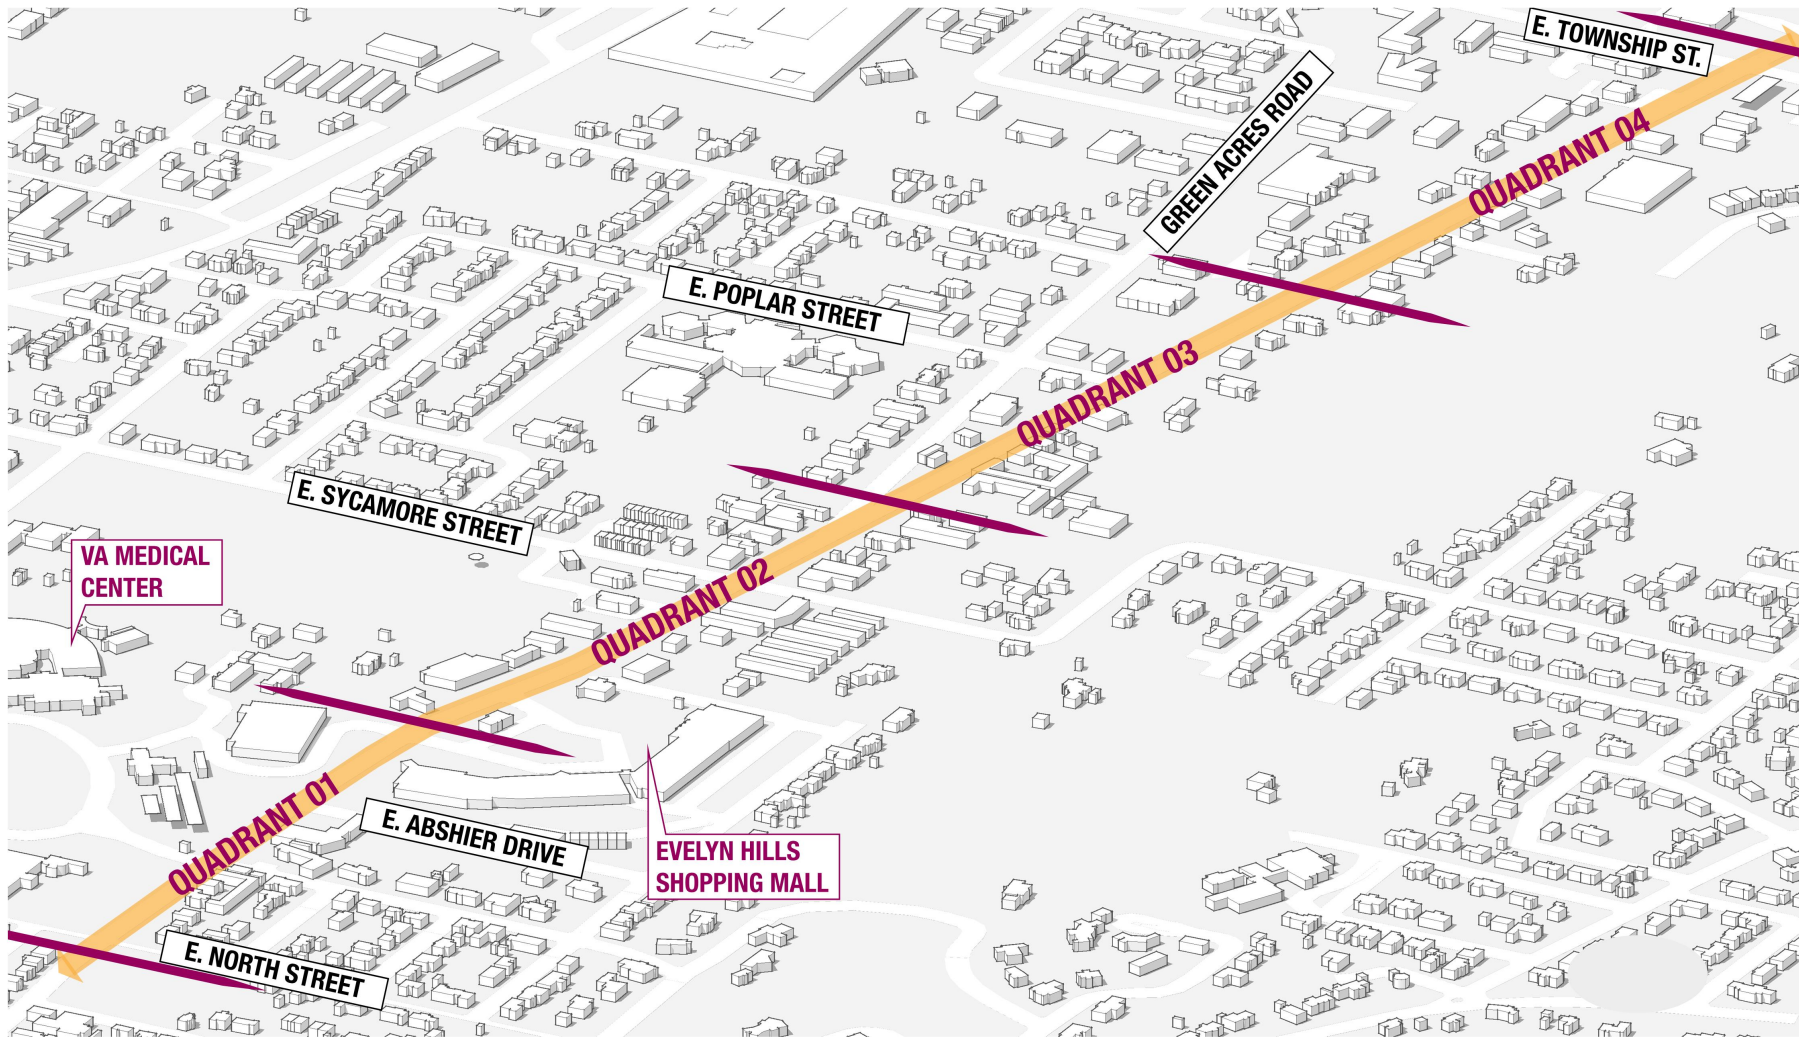 E. TOWNSHIP ST.
GREEN ACRES ROAD
QUADRANT 04
E. POPLAR STREET
QUADRANT 03
E. SYCAMORE STREET
VA MEDICAL
CENTER
QUADRANT 02
QUADRANT 01
E. ABSHIER DRIVE
EVELYN HILLS
SHOPPING MALL
E. NORTH STREET